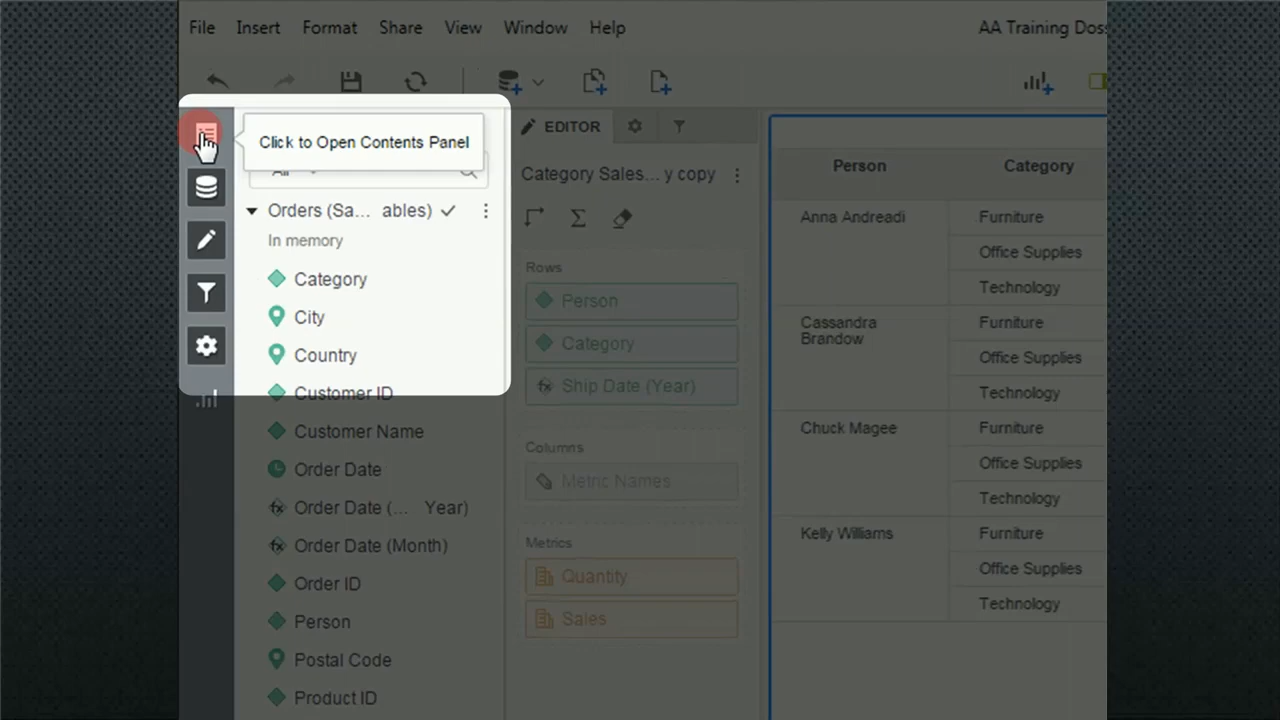 File Insert Format Share View Window Help
AA Training Doss
Click to Open Contents Panel
All
Orders (Sa... ables)
In memory
Category
City
Country
Customer ID
Customer Name
Order Date
Order Date (... Year)
Order Date (Month)
Order ID
Person
Postal Code
Product ID
EDITOR
Category Sales... y copy
Rows
Person
Category
Ship Date (Year)
Columns
Metric Names
Metrics
Quantity
Sales
Person Category
Anna Andreadi Furniture
Office Supplies
Technology
Cassandra Furniture
Brandow
Office Supplies
Technology
Chuck Magee Furniture
Office Supplies
Technology
Kelly Williams Furniture
Office Supplies
Technology